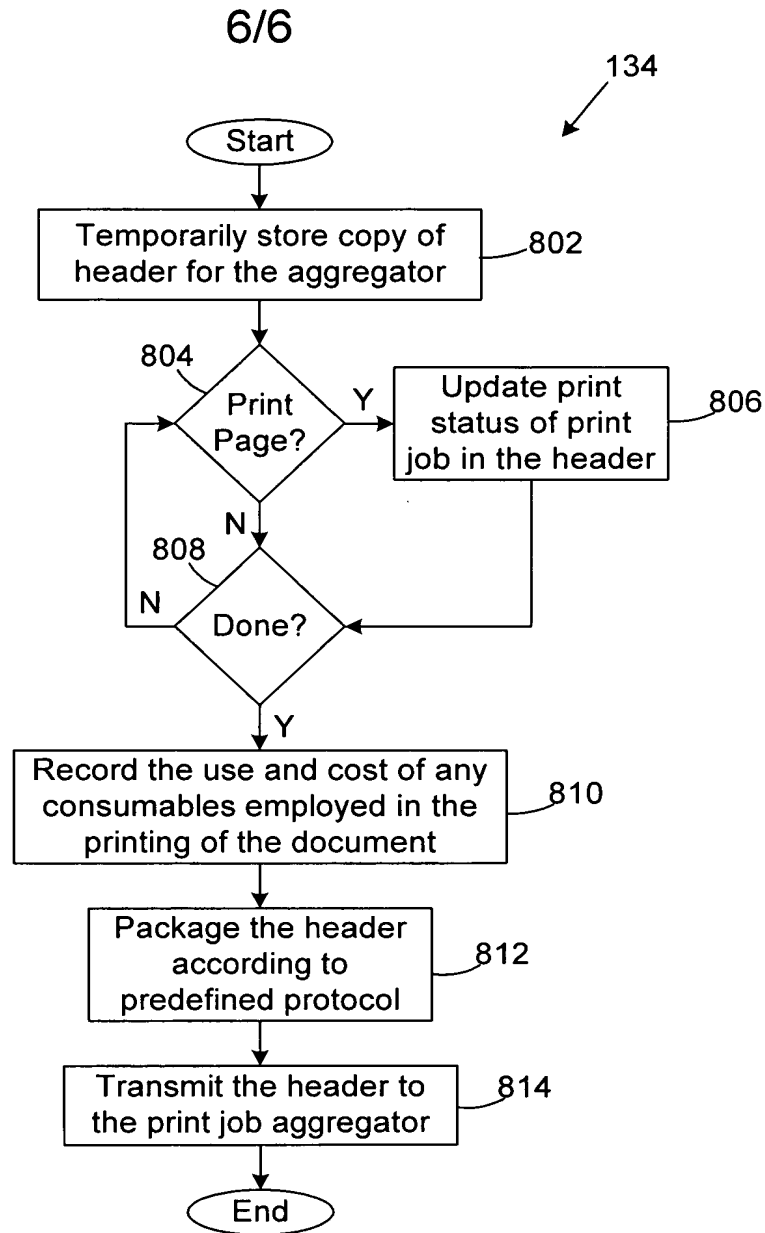 6/6
134
Start
Temporarily store copy of
header for the aggregator
802
804
Print
Page?
Y
Update print
status of print
job in the header
806
N
808
N
Done?
Y
Record the use and cost of any
consumables employed in the
printing of the document
810
Package the header
according to
predefined protocol
812
Transmit the header to
the print job aggregator
814
End